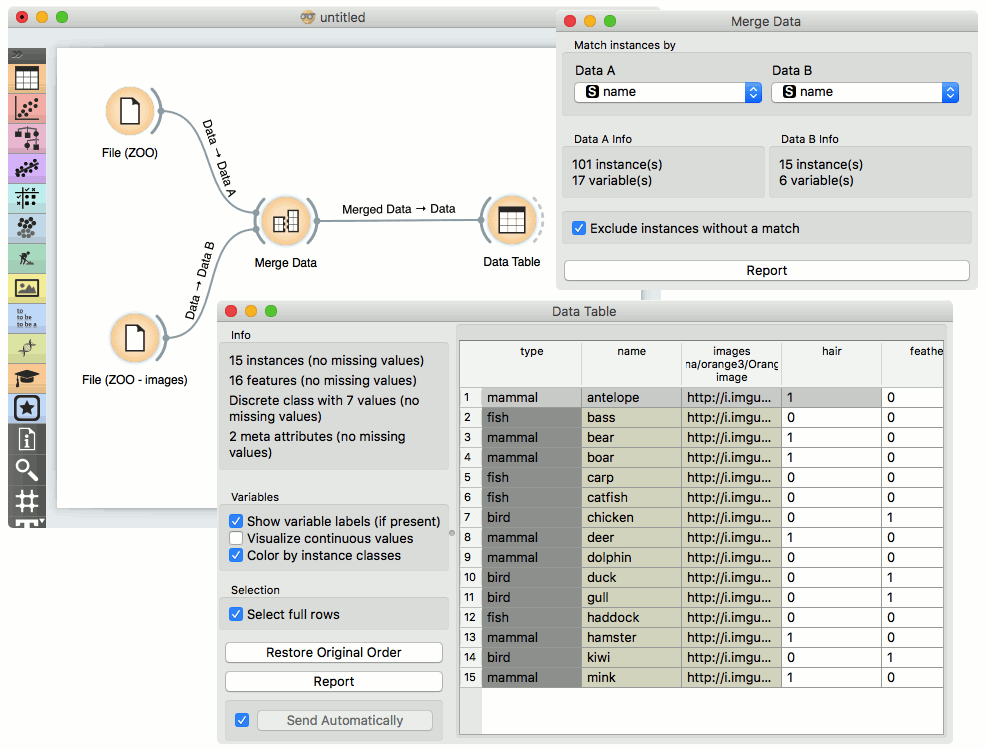 untitled
File (ZOO)
Data → Data A
Data → Data B
File (ZOO - images)
Merge Data
Merged Data → Data
Data Table
to
to be
to be a
Merge Data
Match instances by
Data A Data B
S name S name
Data A Info Data B Info
101 instance(s) 15 instance(s)
17 variable(s) 6 variable(s)
Exclude instances without a match
Report
Data Table
Info
15 instances (no missing values)
16 features (no missing values)
Discrete class with 7 values (no
missing values)
2 meta attributes (no missing
values)
Variables
Show variable labels (if present)
Visualize continuous values
Color by instance classes
Selection
Select full rows
Restore Original Order
Report
Send Automatically
type name images hair feathe
na/orange3/Orang
image
1 mammal antelope http://i.imgu... 1 0
2 fish bass http://i.imgu... 0 0
3 mammal bear http://i.imgu... 1 0
4 mammal boar http://i.imgu... 1 0
5 fish carp http://i.imgu... 0 0
6 fish catfish http://i.imgu... 0 0
7 bird chicken http://i.imgu... 0 1
8 mammal deer http://i.imgu... 1 0
9 mammal dolphin http://i.imgu... 0 0
10 bird duck http://i.imgu... 0 1
11 bird gull http://i.imgu... 0 1
12 fish haddock http://i.imgu... 0 0
13 mammal hamster http://i.imgu... 1 0
14 bird kiwi http://i.imgu... 0 1
15 mammal mink http://i.imgu... 1 0